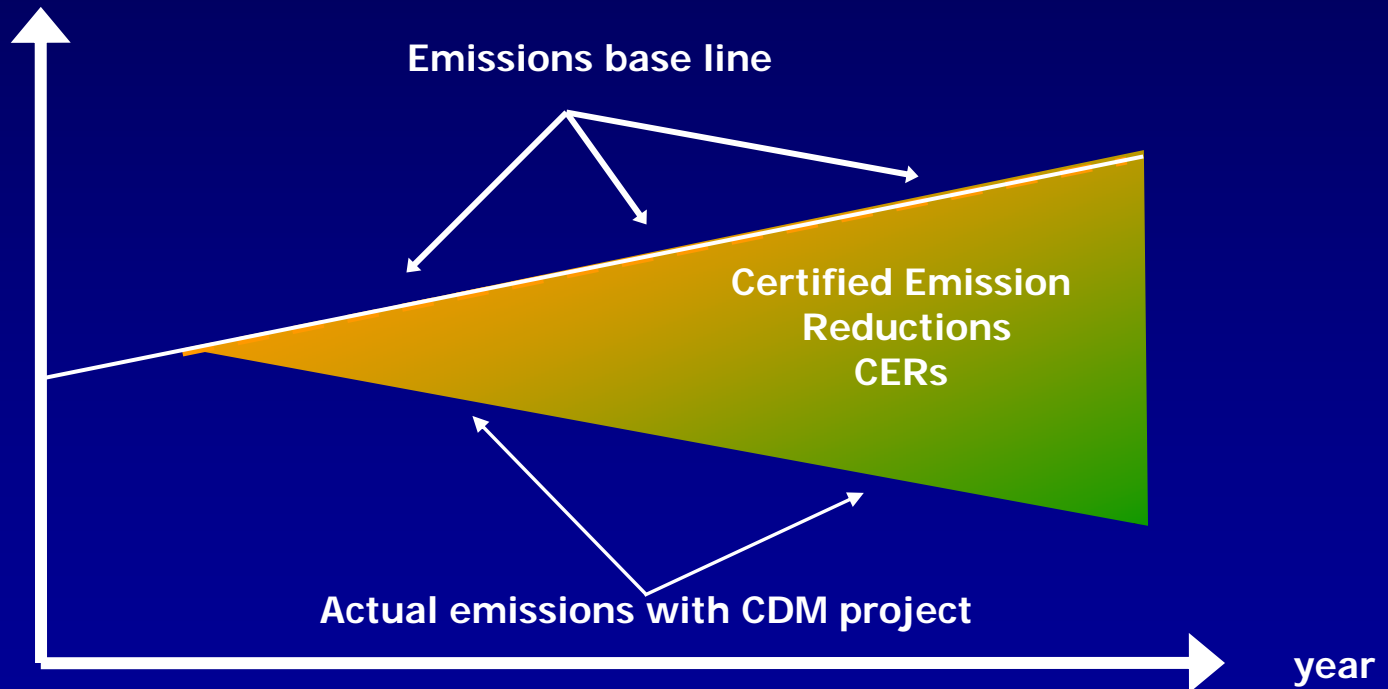 Emissions base line
Certified Emission
Reductions
CERs
Actual emissions with CDM project
year